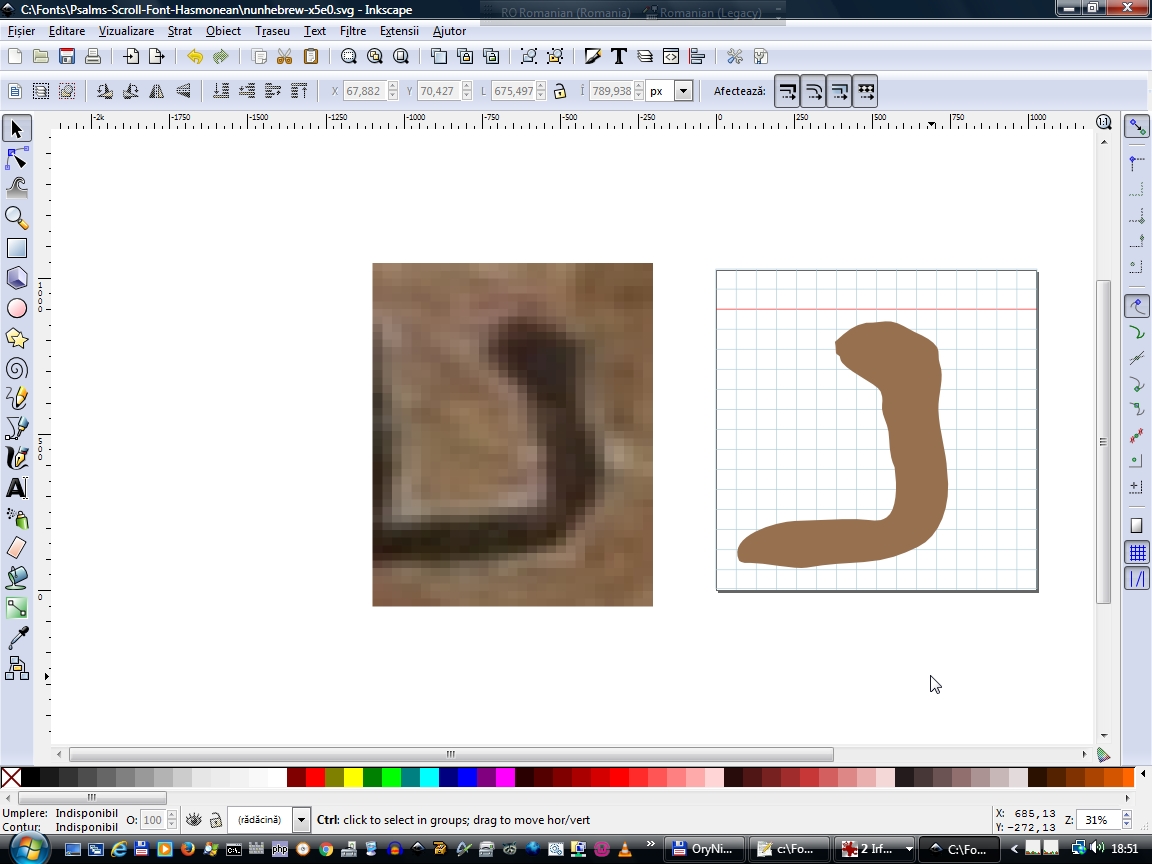 C:\Fonts\Psalms-Scroll-Font-Hasmonean\nunhebrew-x5e0.svg - Inkscape
RO Romanian (Romania) Romanian (Legacy)
Fișier Editare Vizualizare Strat Obiect Traseu Text Filtre Extensii Ajutor
X 67,882 Y 70,427 L 675,497 Î 789,938 px Afectează:
-2k -1750 -1500 -1250 -1000 -750 -500 -250 0 250 500 750 1000
1000
500
0
נ
Umplere: Indisponibil O: 100 (rădăcină) Ctrl: click to select in groups; drag to move hor/vert X: 685,13 Z: 31%
Contur: Indisponibil Y: -272,13
php OryNi... c:\Fo... 2 Irf... C:\Fo... 18:51